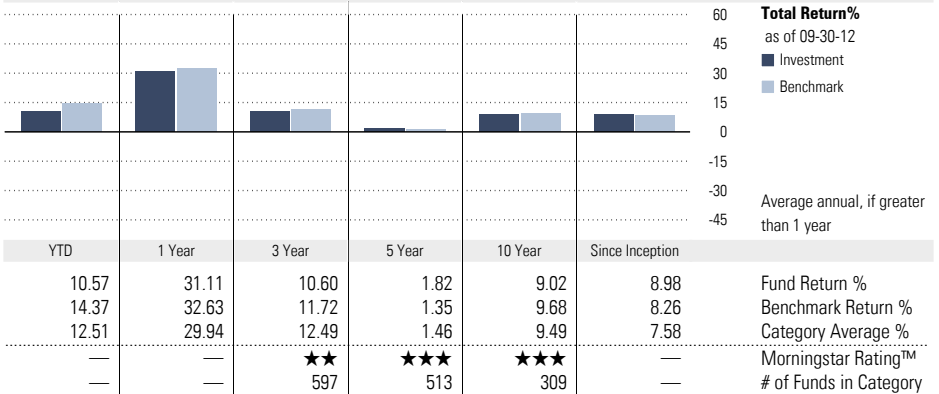 60
45
30
15
0
-15
-30
-45
Total Return%
as of 09-30-12
Investment
Benchmark
Average annual, if greater
than 1 year
YTD 1 Year 3 Year 5 Year 10 Year Since Inception
10.57 31.11 10.60 1.82 9.02 8.98 Fund Return %
14.37 32.63 11.72 1.35 9.68 8.26 Benchmark Return %
12.51 29.94 12.49 1.46 9.49 7.58 Category Average %
— — ★★ ★★★ ★★★ — Morningstar Rating™
— — 597 513 309 — # of Funds in Category